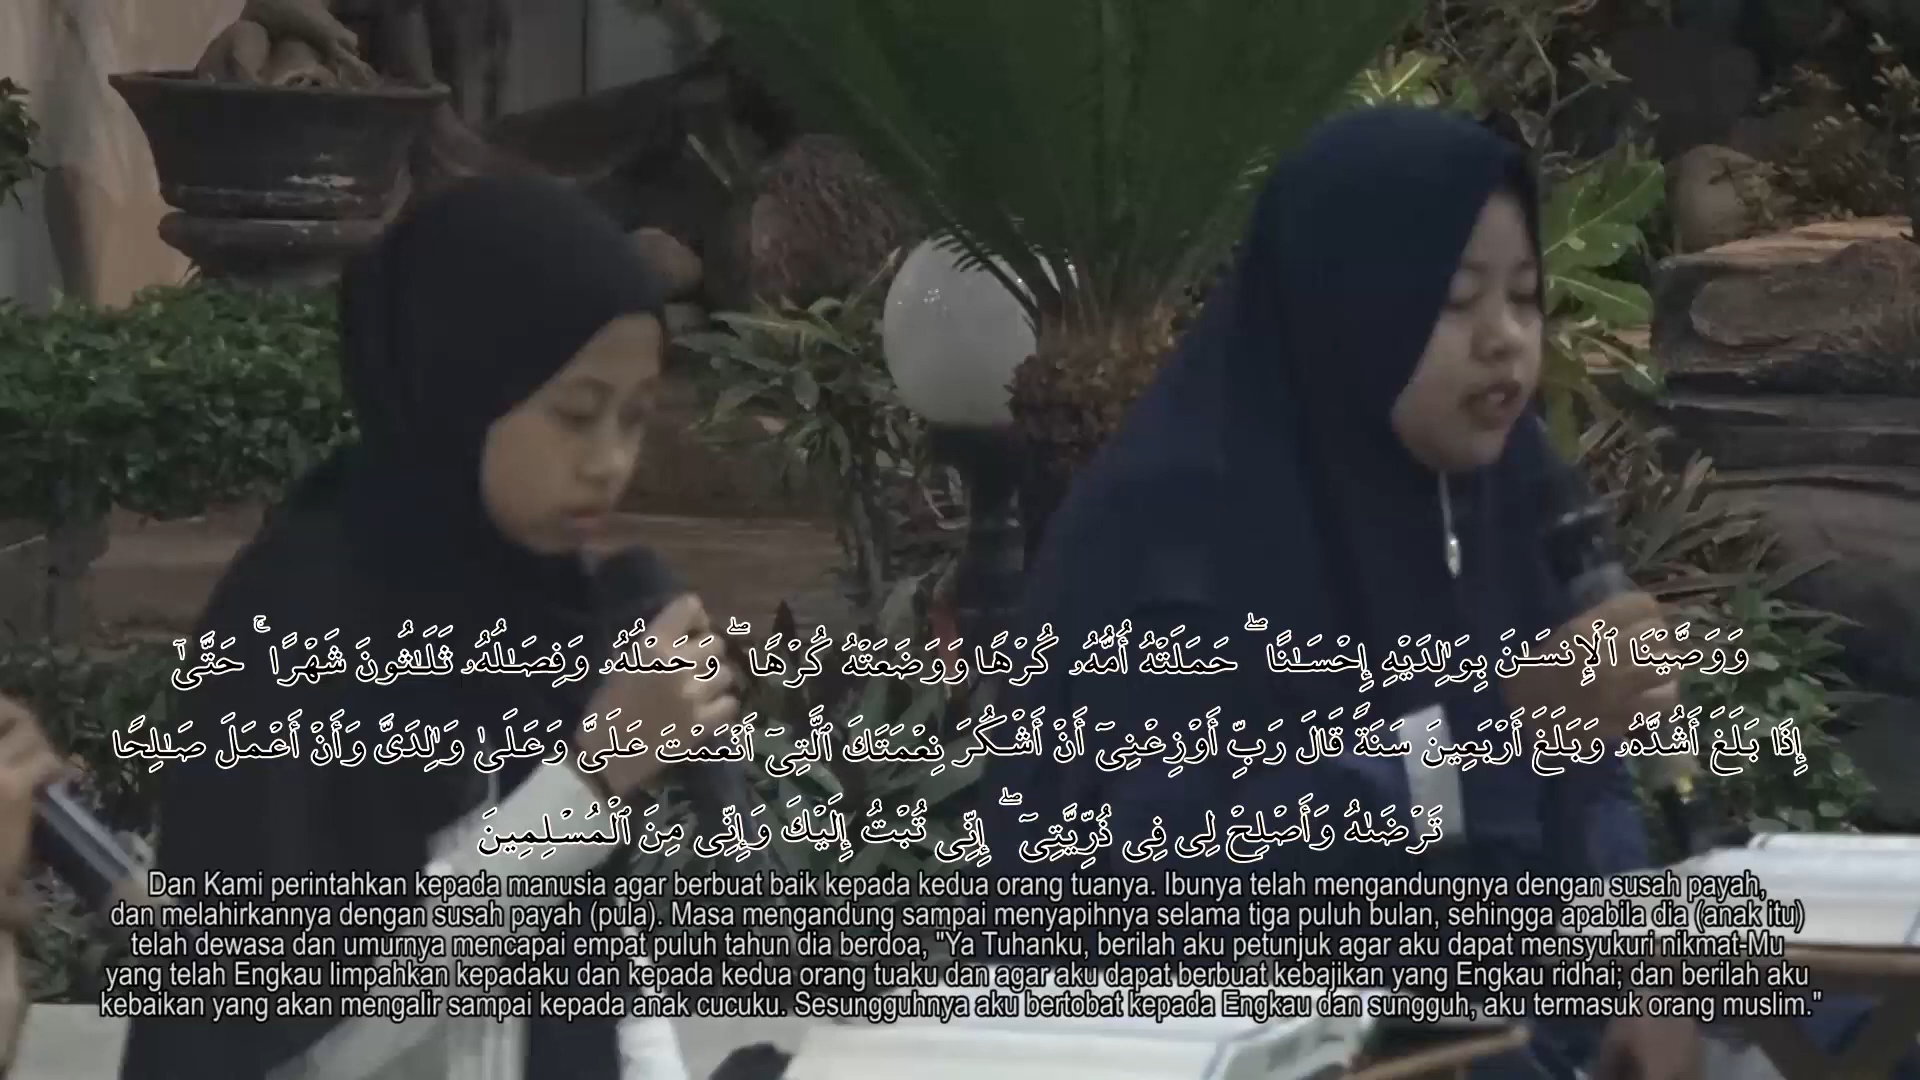 وَوَصَّيْنَا ٱلْإِنسَـٰنَ بِوَٰلِدَيْهِ إِحْسَـٰنًا ۖ حَمَلَتْهُ أُمُّهُۥ كُرْهًا وَوَضَعَتْهُ كُرْهًا ۖ وَحَمْلُهُۥ وَفِصَـٰلُهُۥ ثَلَـٰثُونَ شَهْرًا ۚ حَتَّىٰٓ
إِذَا بَلَغَ أَشُدَّهُۥ وَبَلَغَ أَرْبَعِينَ سَنَةً قَالَ رَبِّ أَوْزِعْنِىٓ أَنْ أَشْكُرَ نِعْمَتَكَ ٱلَّتِىٓ أَنْعَمْتَ عَلَىَّ وَعَلَىٰ وَٰلِدَىَّ وَأَنْ أَعْمَلَ صَـٰلِحًا
تَرْضَىٰهُ وَأَصْلِحْ لِى فِى ذُرِّيَّتِىٓ ۖ إِنِّى تُبْتُ إِلَيْكَ وَإِنِّى مِنَ ٱلْمُسْلِمِينَ
Dan Kami perintahkan kepada manusia agar berbuat baik kepada kedua orang tuanya. Ibunya telah mengandungnya dengan susah payah,
dan melahirkannya dengan susah payah (pula). Masa mengandung sampai menyapihnya selama tiga puluh bulan, sehingga apabila dia (anak itu)
telah dewasa dan umurnya mencapai empat puluh tahun dia berdoa, "Ya Tuhanku, berilah aku petunjuk agar aku dapat mensyukuri nikmat-Mu
yang telah Engkau limpahkan kepadaku dan kepada kedua orang tuaku dan agar aku dapat berbuat kebajikan yang Engkau ridhai; dan berilah aku
kebaikan yang akan mengalir sampai kepada anak cucuku. Sesungguhnya aku bertobat kepada Engkau dan sungguh, aku termasuk orang muslim."